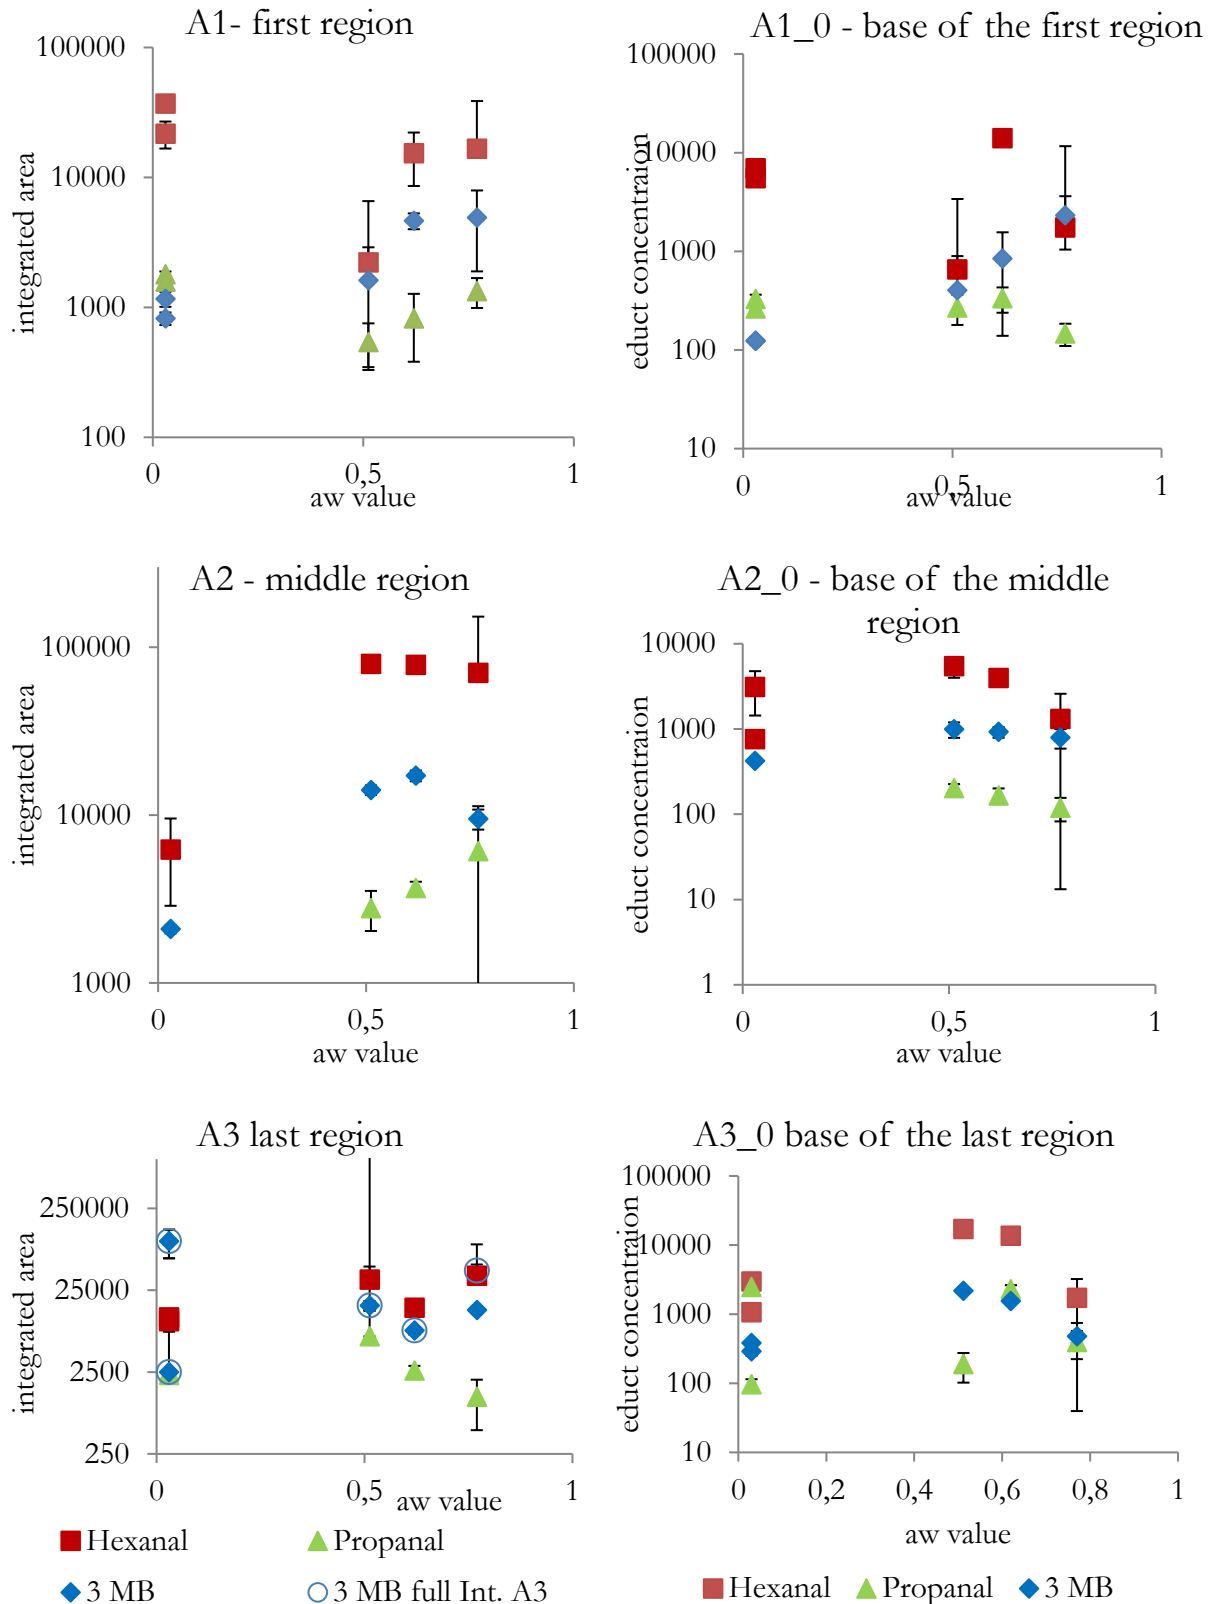 A1- first region
100000
10000
1000
100
0
0,5
1
integrated area
aw value
A1_0 - base of the first region
100000
10000
1000
100
10
0
0,5
1
educt concentraion
aw value
A2 - middle region
100000
10000
1000
0
0,5
1
integrated area
aw value
A2_0 - base of the middle
region
10000
1000
100
10
1
0
0,5
1
educt concentraion
aw value
A3 last region
250000
25000
2500
250
0
0,5
1
integrated area
aw value
Hexanal
Propanal
3 MB
3 MB full Int. A3
A3_0 base of the last region
100000
10000
1000
100
10
0
0,2
0,4
0,6
0,8
1
educt concentraion
aw value
Hexanal
Propanal
3 MB